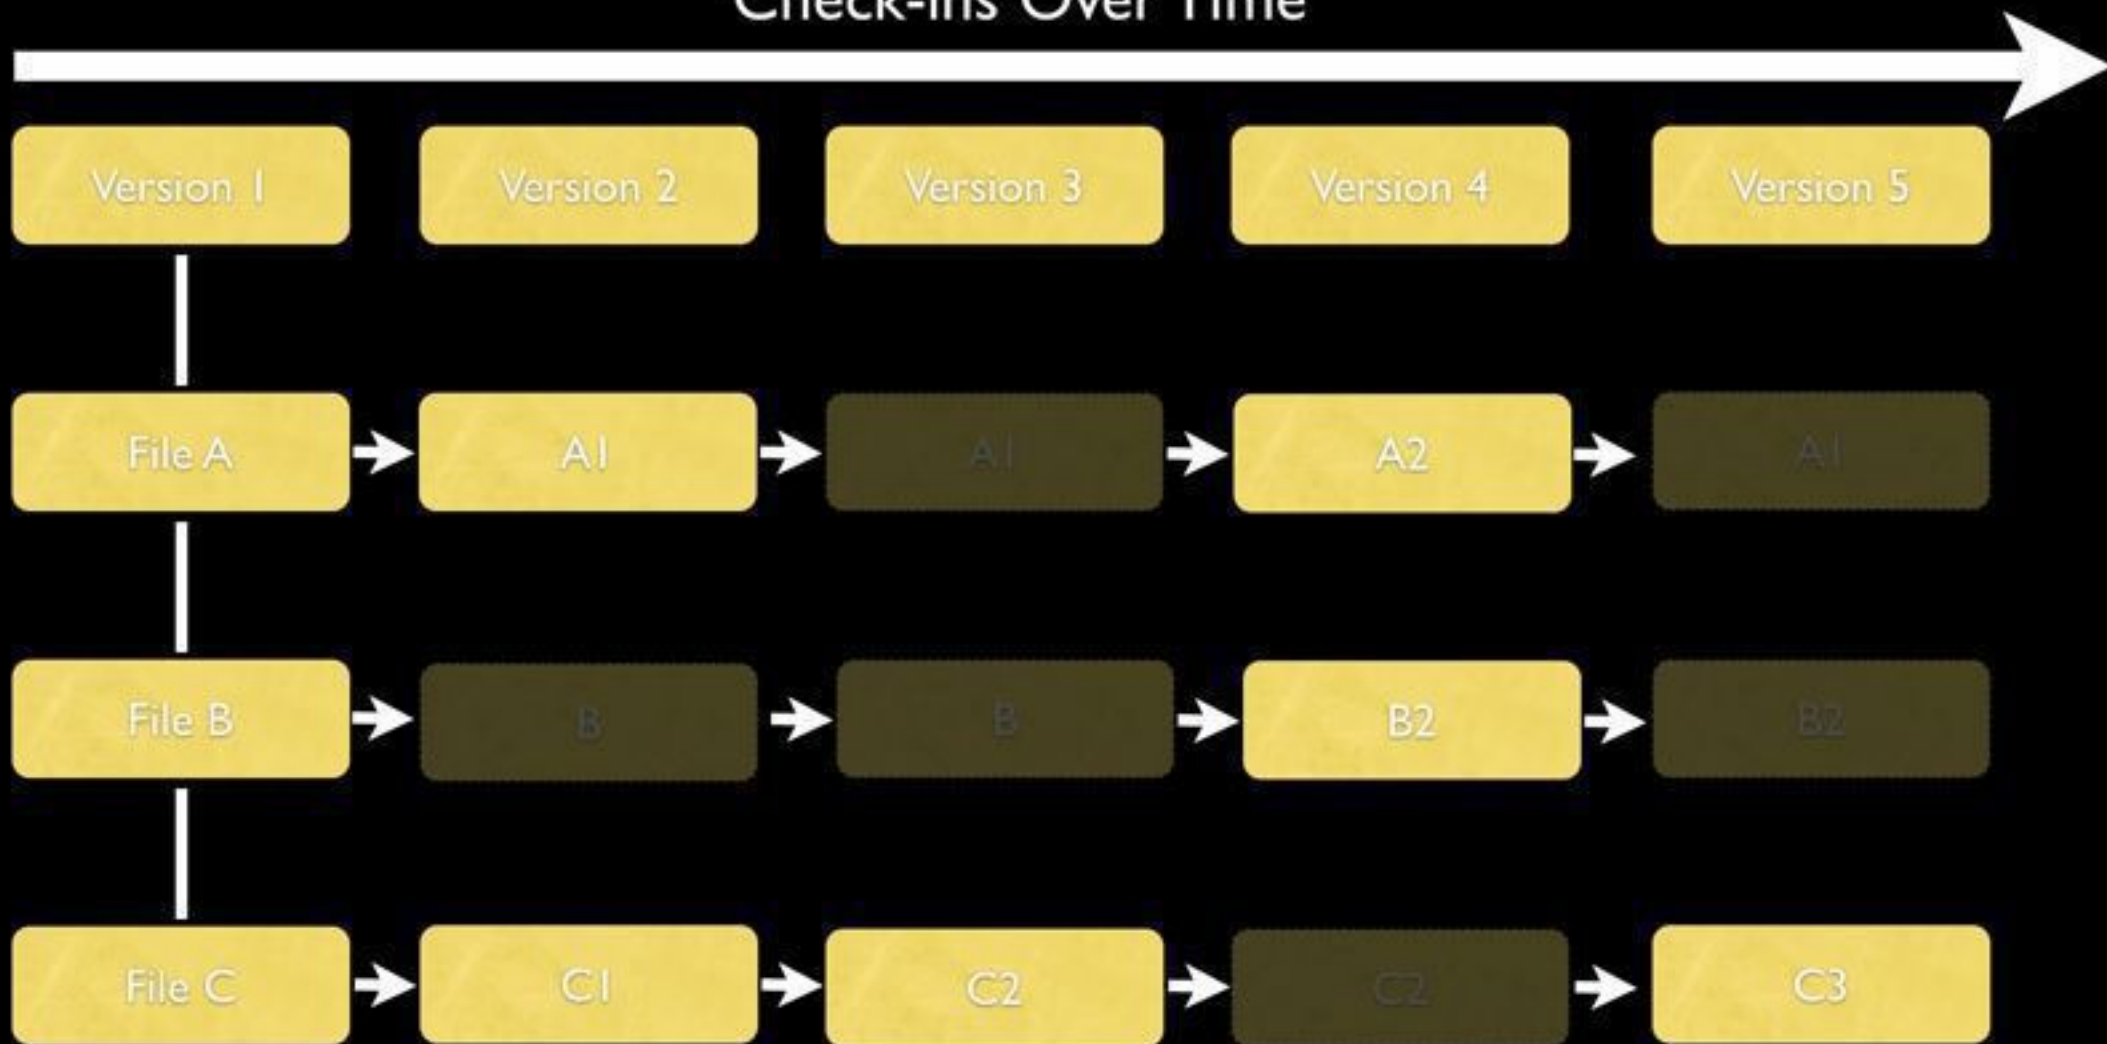 Check-ins Over Time
Version 1
Version 2
Version 3
Version 4
Version 5
File A
A1
A1
A2
A1
File B
B
B
B2
B2
File C
C1
C2
C2
C3